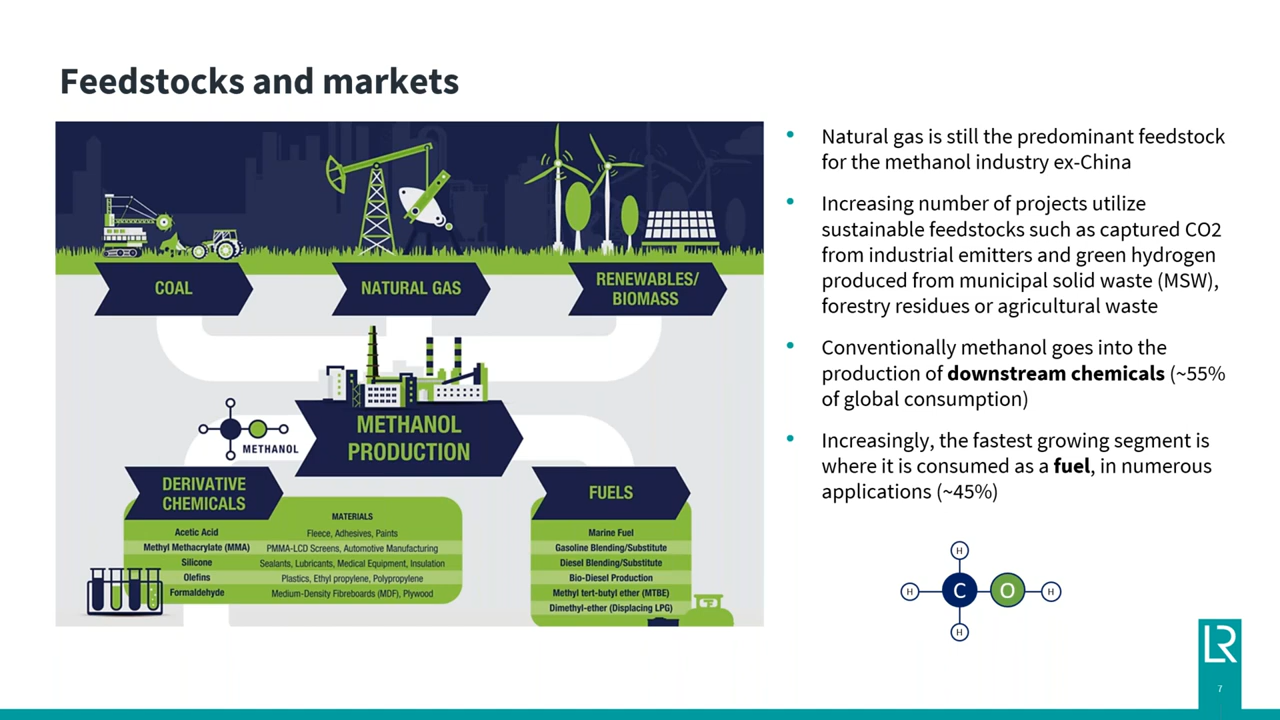 Feedstocks and markets
COAL
NATURAL GAS
RENEWABLES/
BIOMASS
METHANOL
PRODUCTION
METHANOL
DERIVATIVE
CHEMICALS
MATERIALS
Acetic Acid Fleece, Adhesives, Paints
Methyl Methacrylate (MMA) PMMA-LCD Screens, Automotive Manufacturing
Silicone Sealants, Lubricants, Medical Equipment, Insulation
Olefins Plastics, Ethyl propylene, Polypropylene
Formaldehyde Medium-Density Fibreboards (MDF), Plywood
FUELS
Marine Fuel
Gasoline Blending/Substitute
Diesel Blending/Substitute
Bio-Diesel Production
Methyl tert-butyl ether (MTBE)
Dimethyl-ether (Displacing LPG)
• Natural gas is still the predominant feedstock
for the methanol industry ex-China
• Increasing number of projects utilize
sustainable feedstocks such as captured CO2
from industrial emitters and green hydrogen
produced from municipal solid waste (MSW),
forestry residues or agricultural waste
• Conventionally methanol goes into the
production of downstream chemicals (~55%
of global consumption)
• Increasingly, the fastest growing segment is
where it is consumed as a fuel, in numerous
applications (~45%)
H
H C O H
H
LR
7